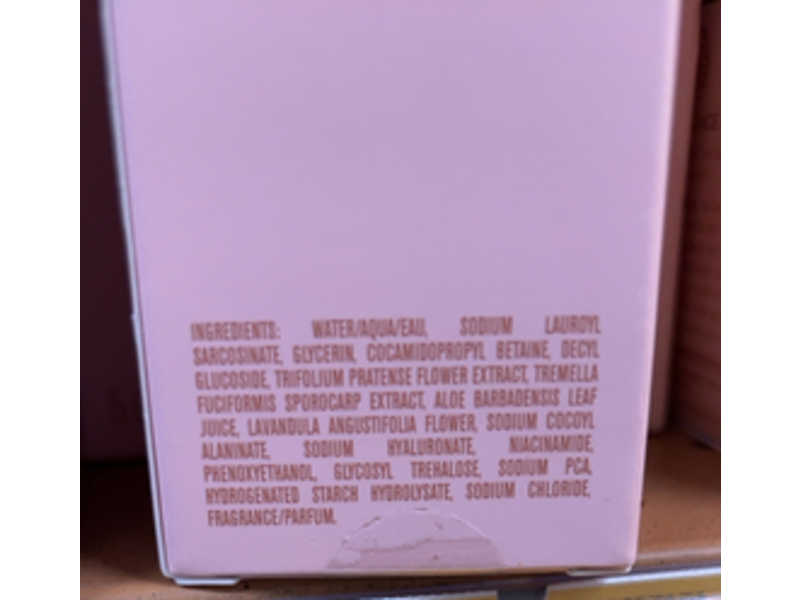 INGREDIENTS: WATER/AQUA/EAU, SODIUM LAUROYL
SARCOSINATE, GLYCERIN, COCAMIDOPROPYL BETAINE, DECYL
GLUCOSIDE, TRIFOLIUM PRATENSE FLOWER EXTRACT, TREMELLA
FUCIFORMIS SPOROCARP EXTRACT, ALOE BARBADENSIS LEAF
JUICE, LAVANDULA ANGUSTIFOLIA FLOWER, SODIUM COCOYL
ALANINATE, SODIUM HYALURONATE, NIACINAMIDE,
PHENOXYETHANOL, GLYCOSYL TREHALOSE, SODIUM PCA,
HYDROGENATED STARCH HYDROLYSATE, SODIUM CHLORIDE,
FRAGRANCE/PARFUM.